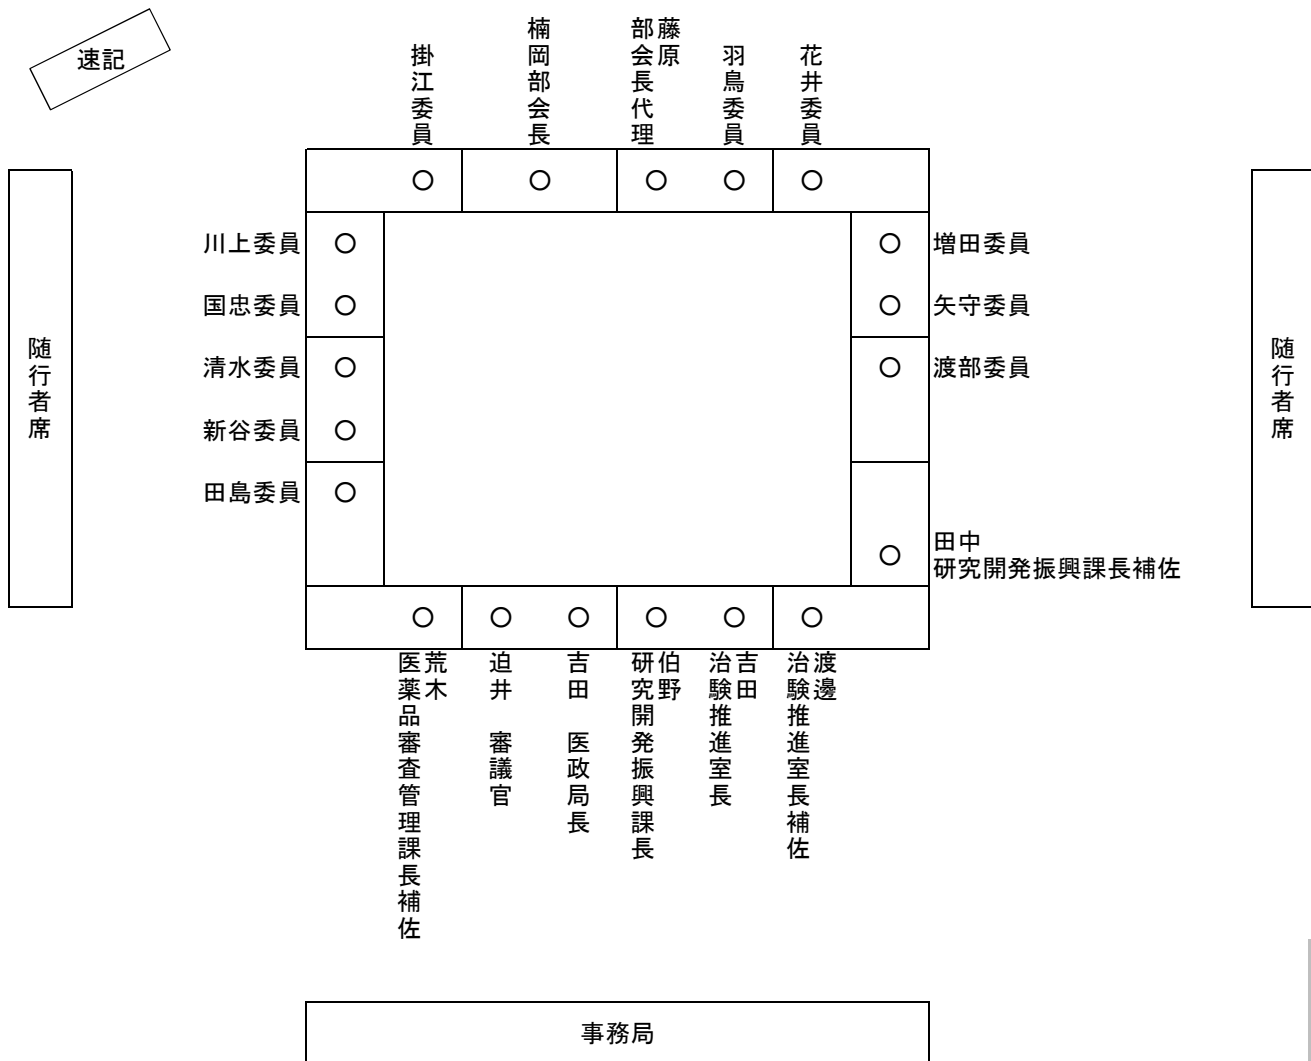 速記
掛江委員
楠岡部会長
藤原
部会長代理
羽鳥委員
花井委員
川上委員
国忠委員
清水委員
新谷委員
田島委員
増田委員
矢守委員
渡部委員
田中
研究開発振興課長補佐
随行者席
随行者席
荒木
医薬品審査管理課長補佐
迫井　審議官
吉田　医政局長
伯野
研究開発振興課長
吉田
治験推進室長
渡邊
治験推進室長補佐
事務局